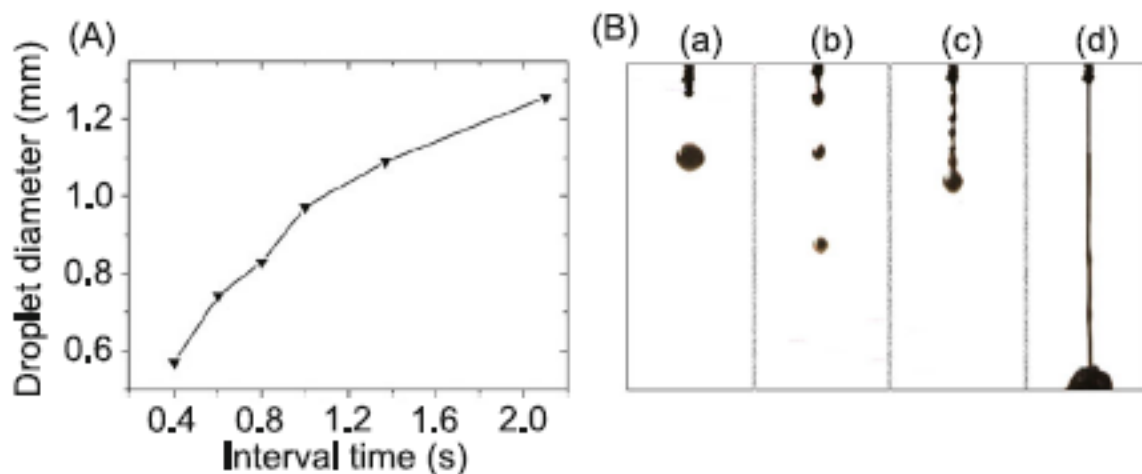 (A)
Droplet diameter (mm)
1.2
1.0
0.8
0.6
0.4 0.8 1.2 1.6 2.0
Interval time (s)
(B)
(a) (b) (c) (d)